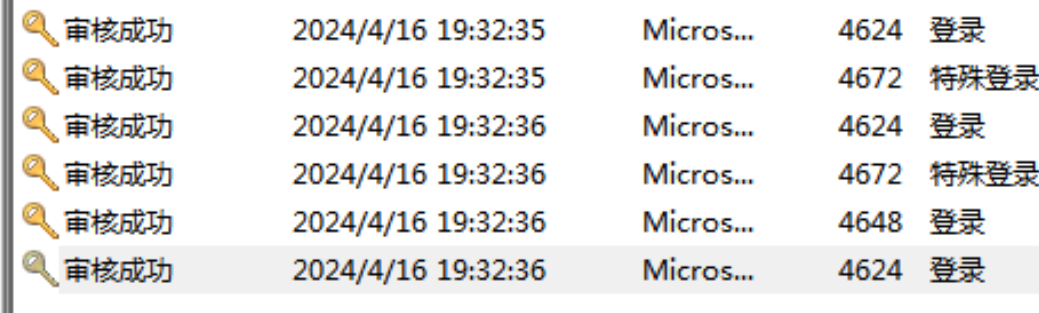 审核成功 2024/4/16 19:32:35 Micros... 4624 登录
审核成功 2024/4/16 19:32:35 Micros... 4672 特殊登录
审核成功 2024/4/16 19:32:36 Micros... 4624 登录
审核成功 2024/4/16 19:32:36 Micros... 4672 特殊登录
审核成功 2024/4/16 19:32:36 Micros... 4648 登录
审核成功 2024/4/16 19:32:36 Micros... 4624 登录